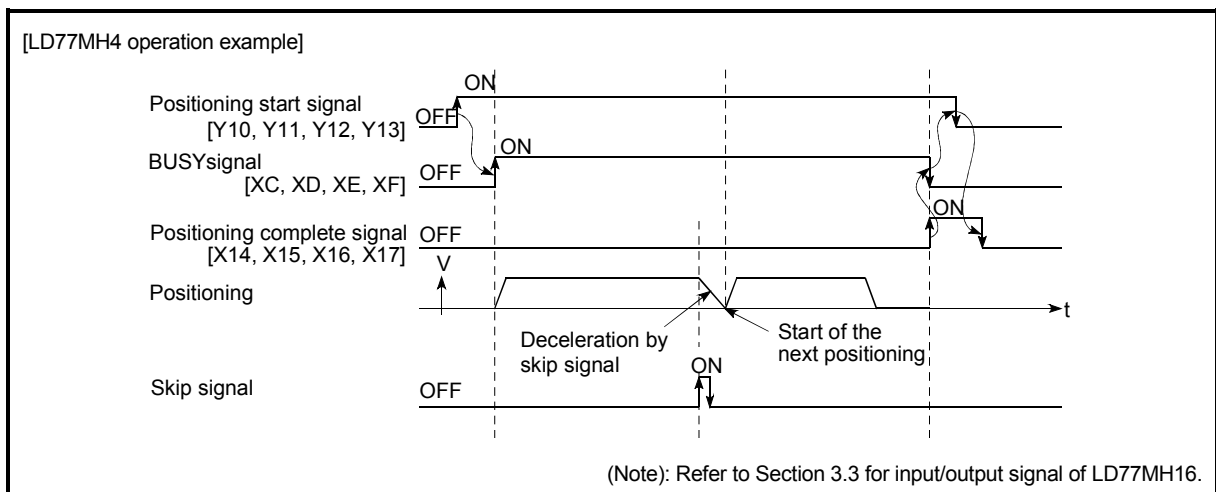 [LD77MH4 operation example]
ON
Positioning start signal
OFF
[Y10, Y11, Y12, Y13]
ON
BUSYsignal
OFF
[XC, XD, XE, XF]
ON
Positioning complete signal
OFF
[X14, X15, X16, X17]
V
Positioning
t
Deceleration by
skip signal
Start of the
next positioning
ON
Skip signal
OFF
(Note): Refer to Section 3.3 for input/output signal of LD77MH16.